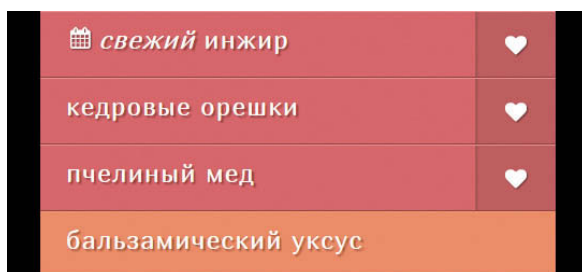 свежий инжир
кедровые орешки
пчелиный мед
бальзамический уксус